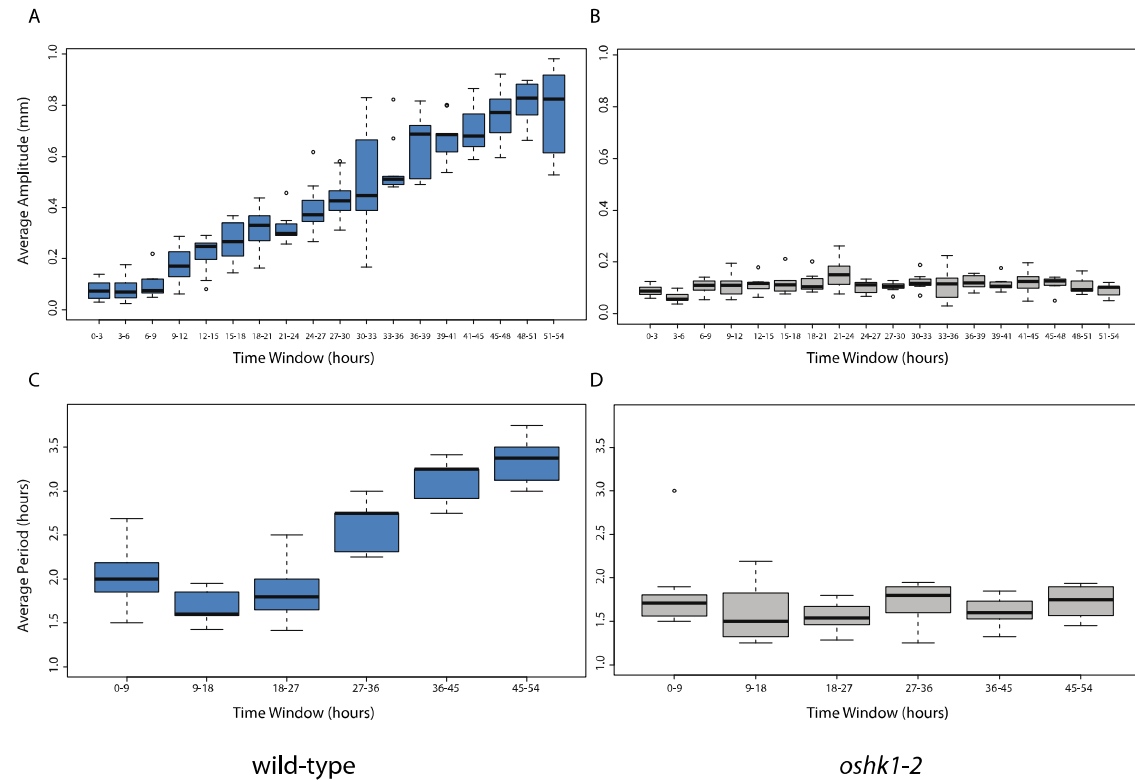 A
B
Average Amplitude (mm)
1.0
0.8
0.6
0.4
0.2
0.0
0-3 3-6 6-9 9-12 12-15 15-18 18-21 21-24 24-27 27-30 30-33 33-36 36-39 39-41 41-45 45-48 48-51 51-54
Time Window (hours)
1.0
0.8
0.6
0.4
0.2
0.0
0-3 3-6 6-9 9-12 12-15 15-18 18-21 21-24 24-27 27-30 30-33 33-36 36-39 39-41 41-45 45-48 48-51 51-54
Time Window (hours)
C
D
Average Period (hours)
3.5
3.0
2.5
2.0
1.5
1.0
0-9 9-18 18-27 27-36 36-45 45-54
Time Window (hours)
3.5
3.0
2.5
2.0
1.5
1.0
0-9 9-18 18-27 27-36 36-45 45-54
Time Window (hours)
wild-type
oshk1-2